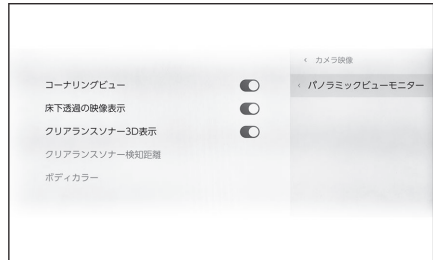 コーナリングビュー
床下透過の映像表示
クリアランスソナー3D表示
クリアランスソナー検知距離
ボディカラー
‹ カメラ映像
‹ パノラミックビューモニター